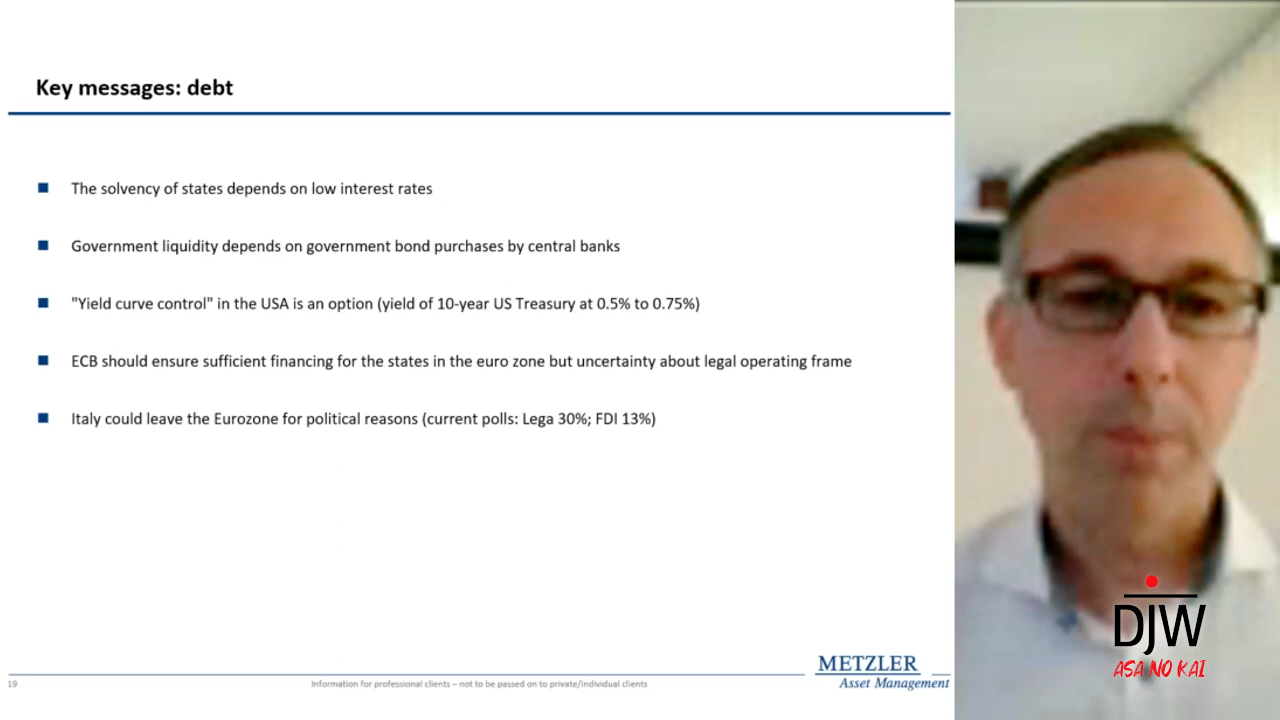 Key messages: debt
The solvency of states depends on low interest rates
Government liquidity depends on government bond purchases by central banks
"Yield curve control" in the USA is an option (yield of 10-year US Treasury at 0.5% to 0.75%)
ECB should ensure sufficient financing for the states in the euro zone but uncertainty about legal operating frame
Italy could leave the Eurozone for political reasons (current polls: Lega 30%; FDI 13%)
19
Information for professional clients – not to be passed on to private/individual clients
METZLER
Asset Management
DJW
ASA NO KAI